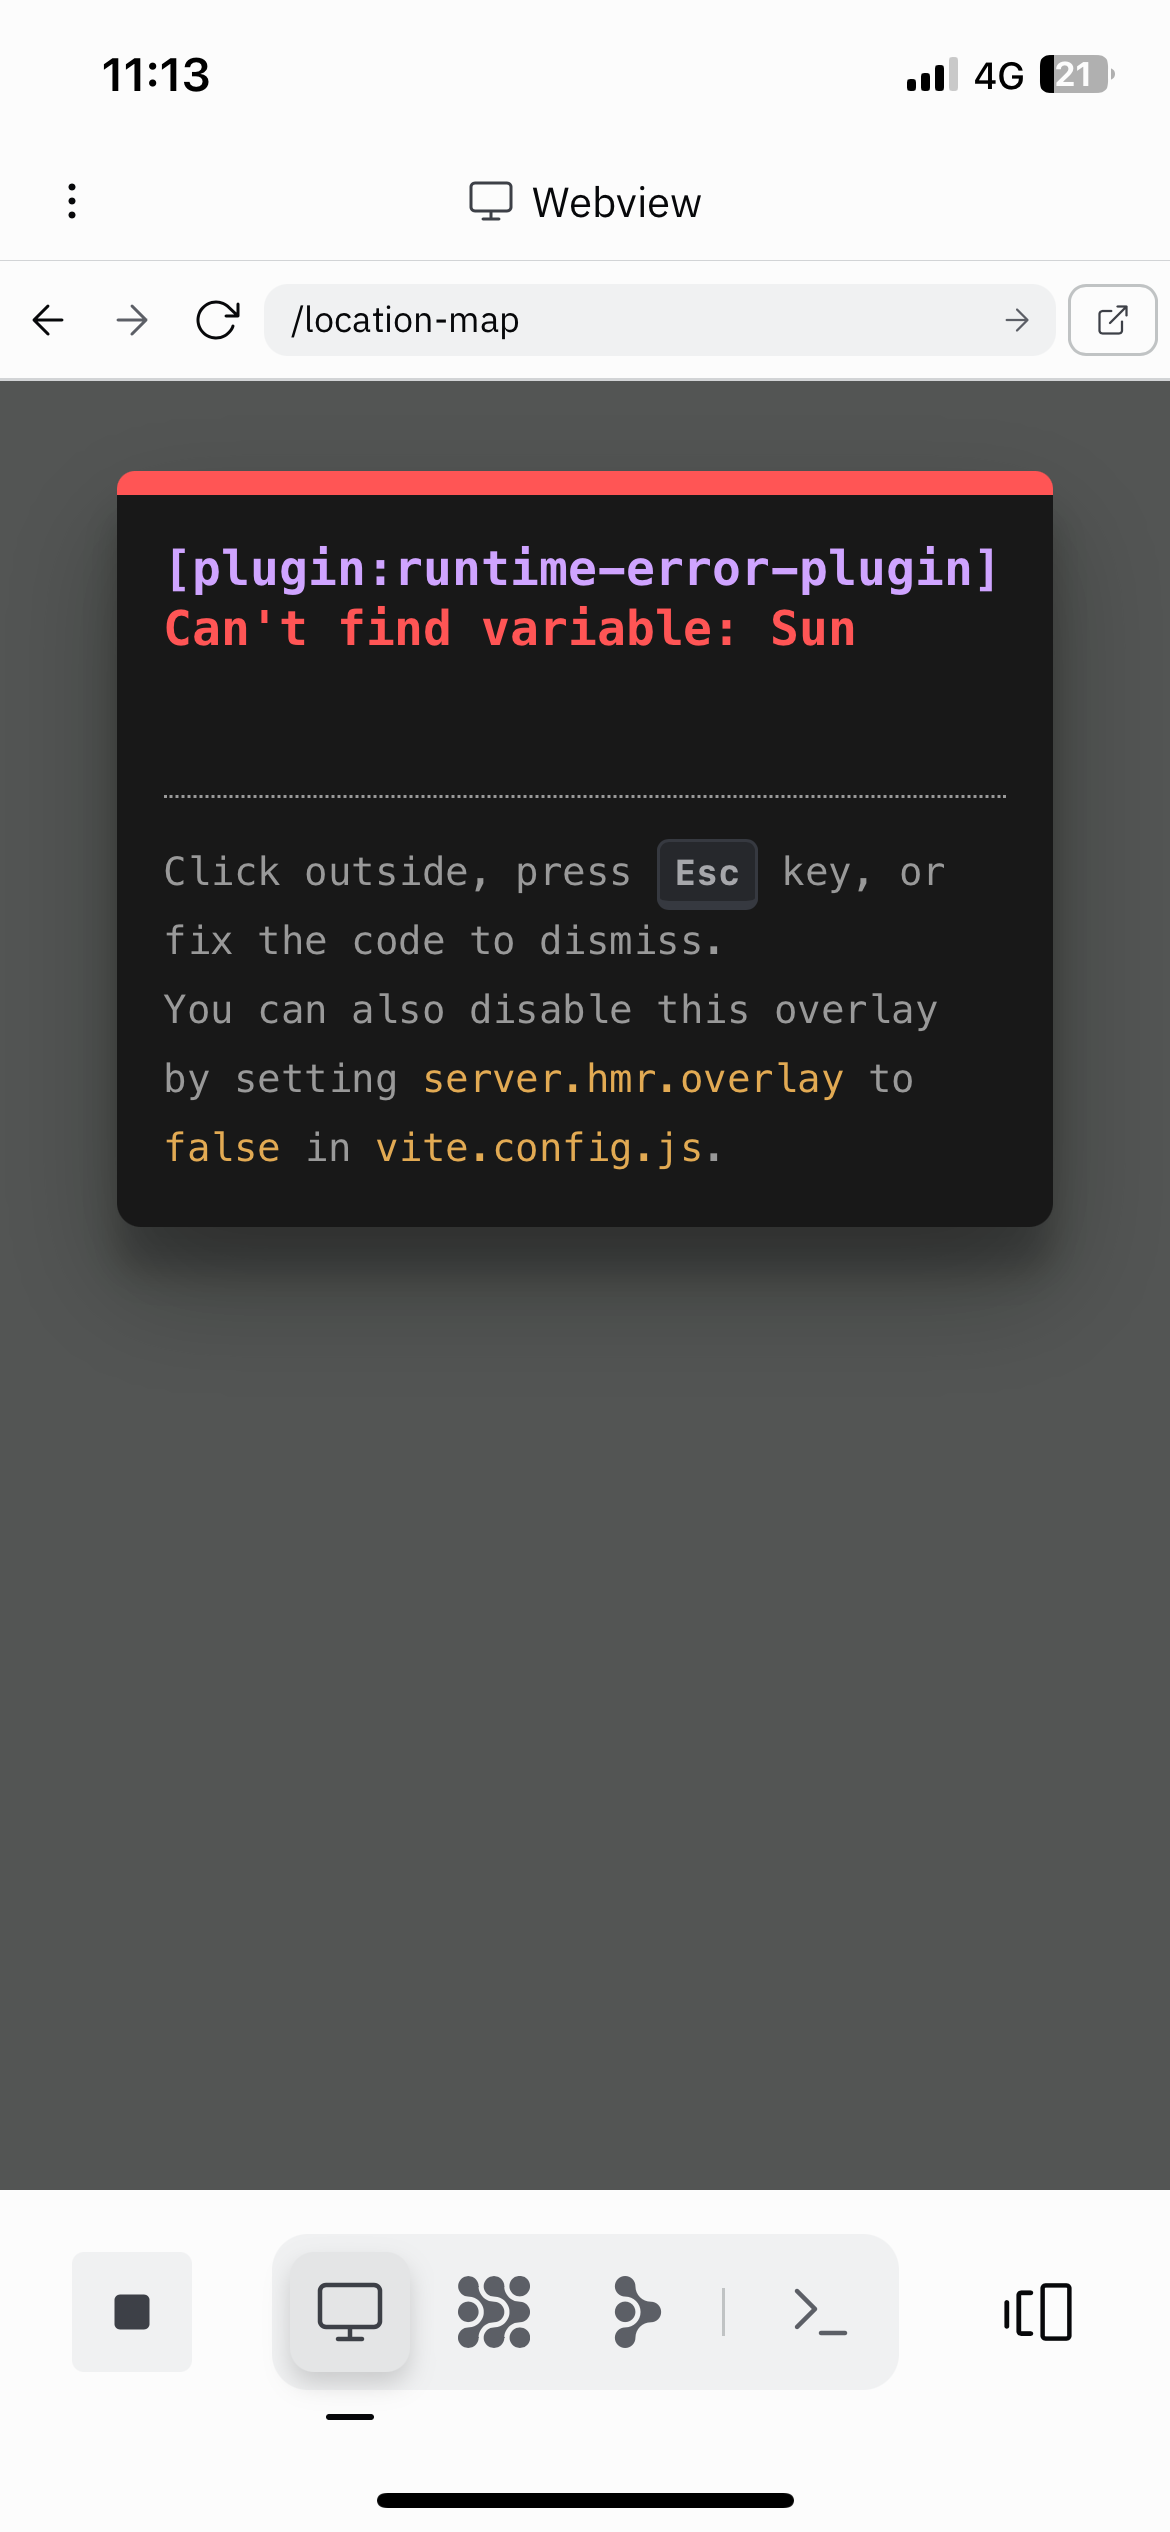 11:13
4G 21
Webview
/location-map
[plugin:runtime-error-plugin]
Can't find variable: Sun
Click outside, press Esc key, or
fix the code to dismiss.
You can also disable this overlay
by setting server.hmr.overlay to
false in vite.config.js.